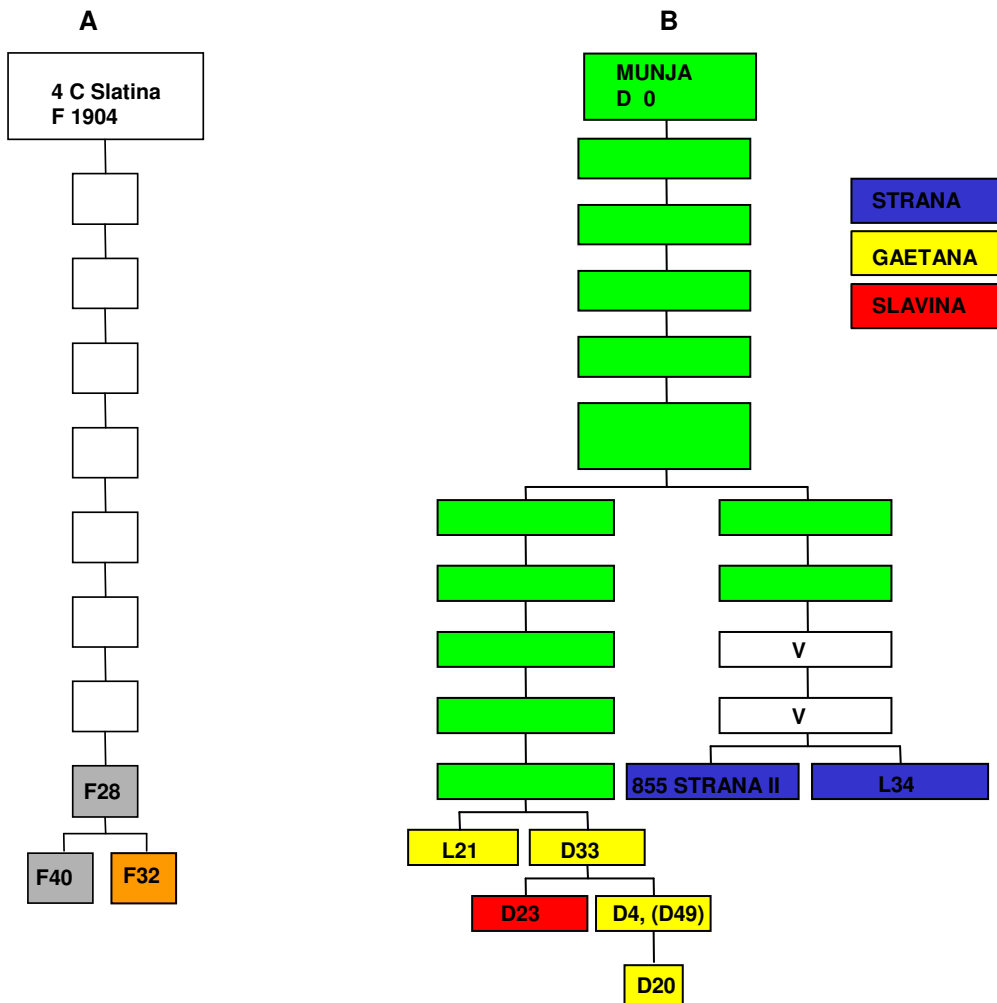 A
4 C Slatina
F 1904
F28
F40
F32
B
MUNJA
D 0
STRANA
GAETANA
SLAVINA
V
V
855 STRANA II
L34
L21
D33
D23
D4, (D49)
D20